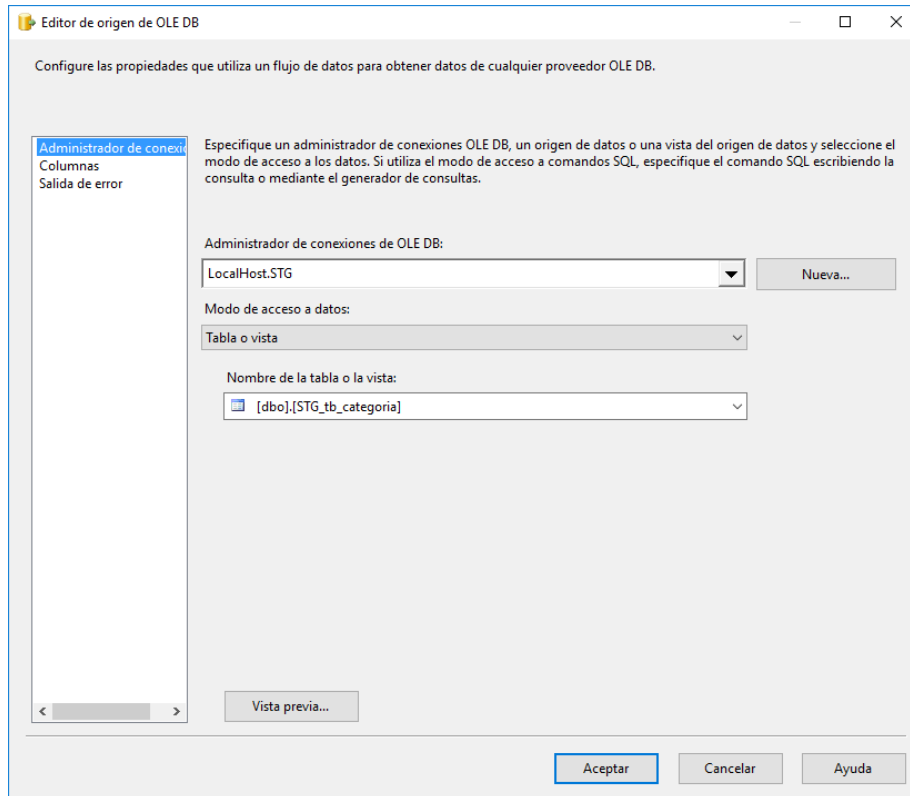 Editor de origen de OLE DB
Configure las propiedades que utiliza un flujo de datos para obtener datos de cualquier proveedor OLE DB.
Administrador de conexi
Columnas
Salida de error
Especifique un administrador de conexiones OLE DB, un origen de datos o una vista del origen de datos y seleccione el
modo de acceso a los datos. Si utiliza el modo de acceso a comandos SQL, especifique el comando SQL escribiendo la
consulta o mediante el generador de consultas.
Administrador de conexiones de OLE DB:
LocalHost.STG
Nueva...
Modo de acceso a datos:
Tabla o vista
Nombre de la tabla o la vista:
[dbo].[STG_tb_categoria]
Vista previa...
Aceptar
Cancelar
Ayuda